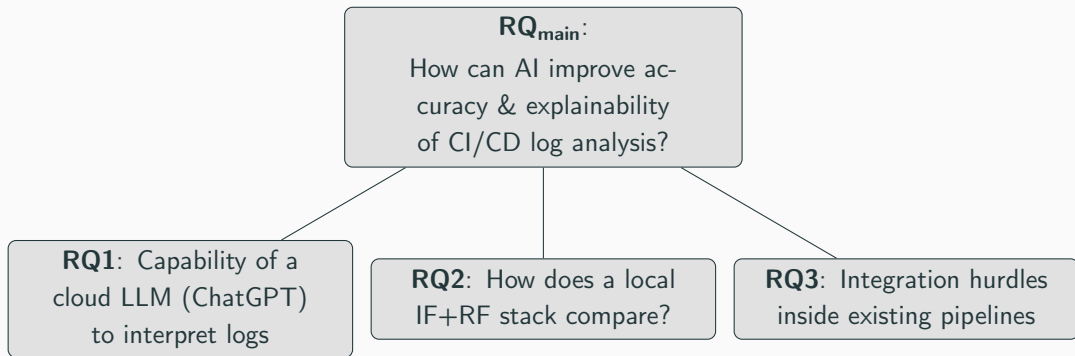 RQmain:
How can AI improve ac-
curacy & explainability
of CI/CD log analysis?
RQ1: Capability of a
cloud LLM (ChatGPT)
to interpret logs
RQ2: How does a local
IF+RF stack compare?
RQ3: Integration hurdles
inside existing pipelines